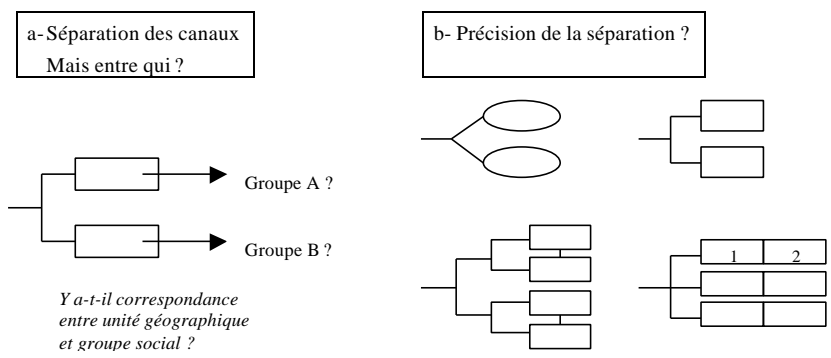 a- Séparation des canaux
Mais entre qui ?
b- Précision de la séparation ?
Groupe A ?
Groupe B ?
1 2
Y a-t-il correspondance
entre unité géographique
et groupe social ?